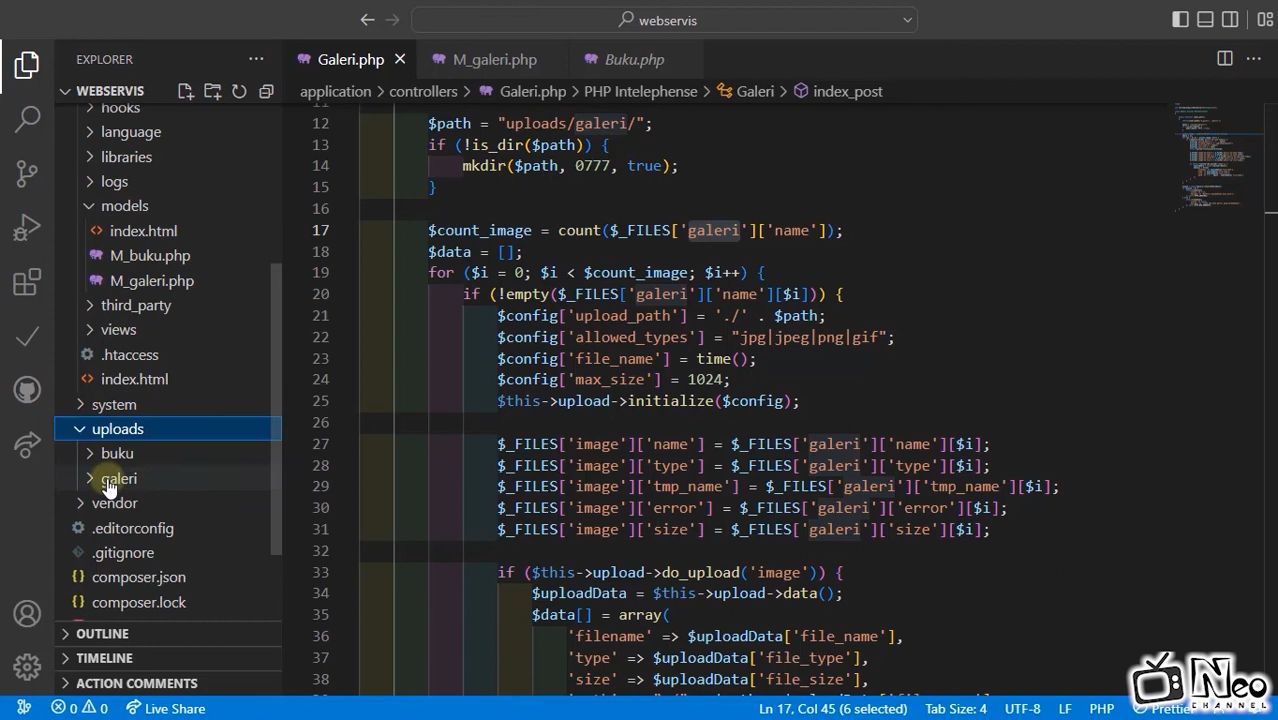 webservis
EXPLORER
Galeri.php
M_galeri.php
Buku.php
WEBSERVIS
application > controllers > Galeri.php > PHP Intelephense > Galeri > index_post
hooks
language
libraries
logs
models
index.html
M_buku.php
M_galeri.php
third_party
views
.htaccess
index.html
system
uploads
buku
galeri
vendor
.editorconfig
.gitignore
composer.json
composer.lock
OUTLINE
TIMELINE
ACTION COMMENTS
12 $path = "uploads/galeri/";
13 if (!is_dir($path)) {
14 mkdir($path, 0777, true);
15 }
16
17 $count_image = count($_FILES['galeri']['name']);
18 $data = [];
19 for ($i = 0; $i < $count_image; $i++) {
20 if (!empty($_FILES['galeri']['name'][$i])) {
21 $config['upload_path'] = './' . $path;
22 $config['allowed_types'] = "jpg|jpeg|png|gif";
23 $config['file_name'] = time();
24 $config['max_size'] = 1024;
25 $this->upload->initialize($config);
26
27 $_FILES['image']['name'] = $_FILES['galeri']['name'][$i];
28 $_FILES['image']['type'] = $_FILES['galeri']['type'][$i];
29 $_FILES['image']['tmp_name'] = $_FILES['galeri']['tmp_name'][$i];
30 $_FILES['image']['error'] = $_FILES['galeri']['error'][$i];
31 $_FILES['image']['size'] = $_FILES['galeri']['size'][$i];
32
33 if ($this->upload->do_upload('image')) {
34 $uploadData = $this->upload->data();
35 $data[] = array(
36 'filename' => $uploadData['file_name'],
37 'type' => $uploadData['file_type'],
38 'size' => $uploadData['file_size'],
Neo
CHANNEL
0 0 Live Share
Ln 17, Col 45 (6 selected) Tab Size: 4 UTF-8 LF PHP